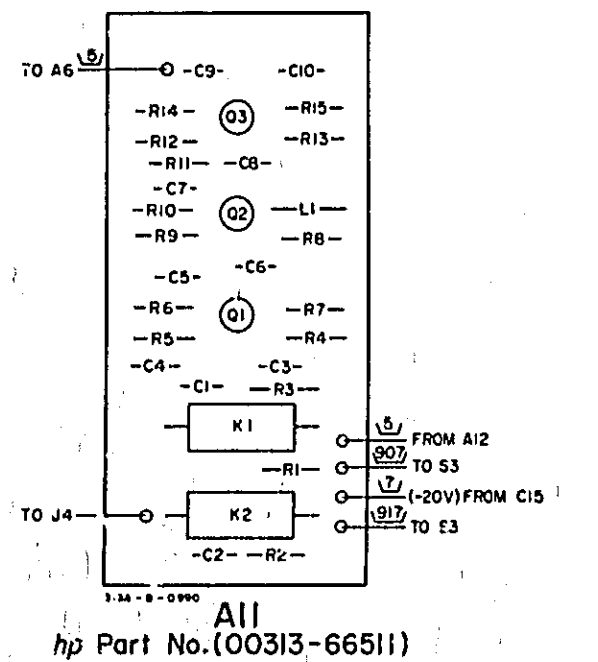 5
TO A6 -C9- -C10-
-R14- Q3 -R15-
-R12- -R13-
-R11- -C8-
-C7-
-R10- Q2 -L1-
-R9- -R8-
-C6-
-C5-
-R6- Q1 -R7-
-R5- -R4-
-C4- -C3-
-C1- -R3-
K1 5
FROM A12
907
-R1- TO S3
7
(-20V) FROM C15
TO J4 K2 917
TO E3
-C2- -R2-
A11
hp Part No.(00313-66511)